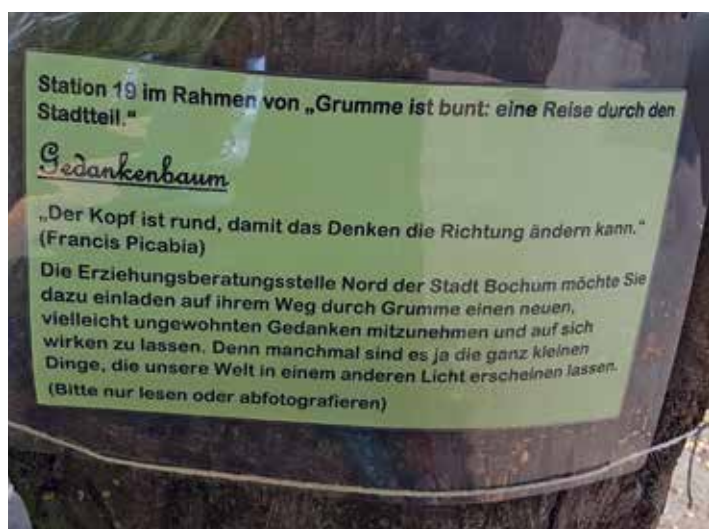 Station 19 im Rahmen von „Grumme ist bunt: eine Reise durch den
Stadtteil.“
Gedankenbaum
„Der Kopf ist rund, damit das Denken die Richtung ändern kann.“
(Francis Picabia)
Die Erziehungsberatungsstelle Nord der Stadt Bochum möchte Sie
dazu einladen auf ihrem Weg durch Grumme einen neuen,
vielleicht ungewohnten Gedanken mitzunehmen und auf sich
wirken zu lassen. Denn manchmal sind es ja die ganz kleinen
Dinge, die unsere Welt in einem anderen Licht erscheinen lassen.
(Bitte nur lesen oder abfotografieren)